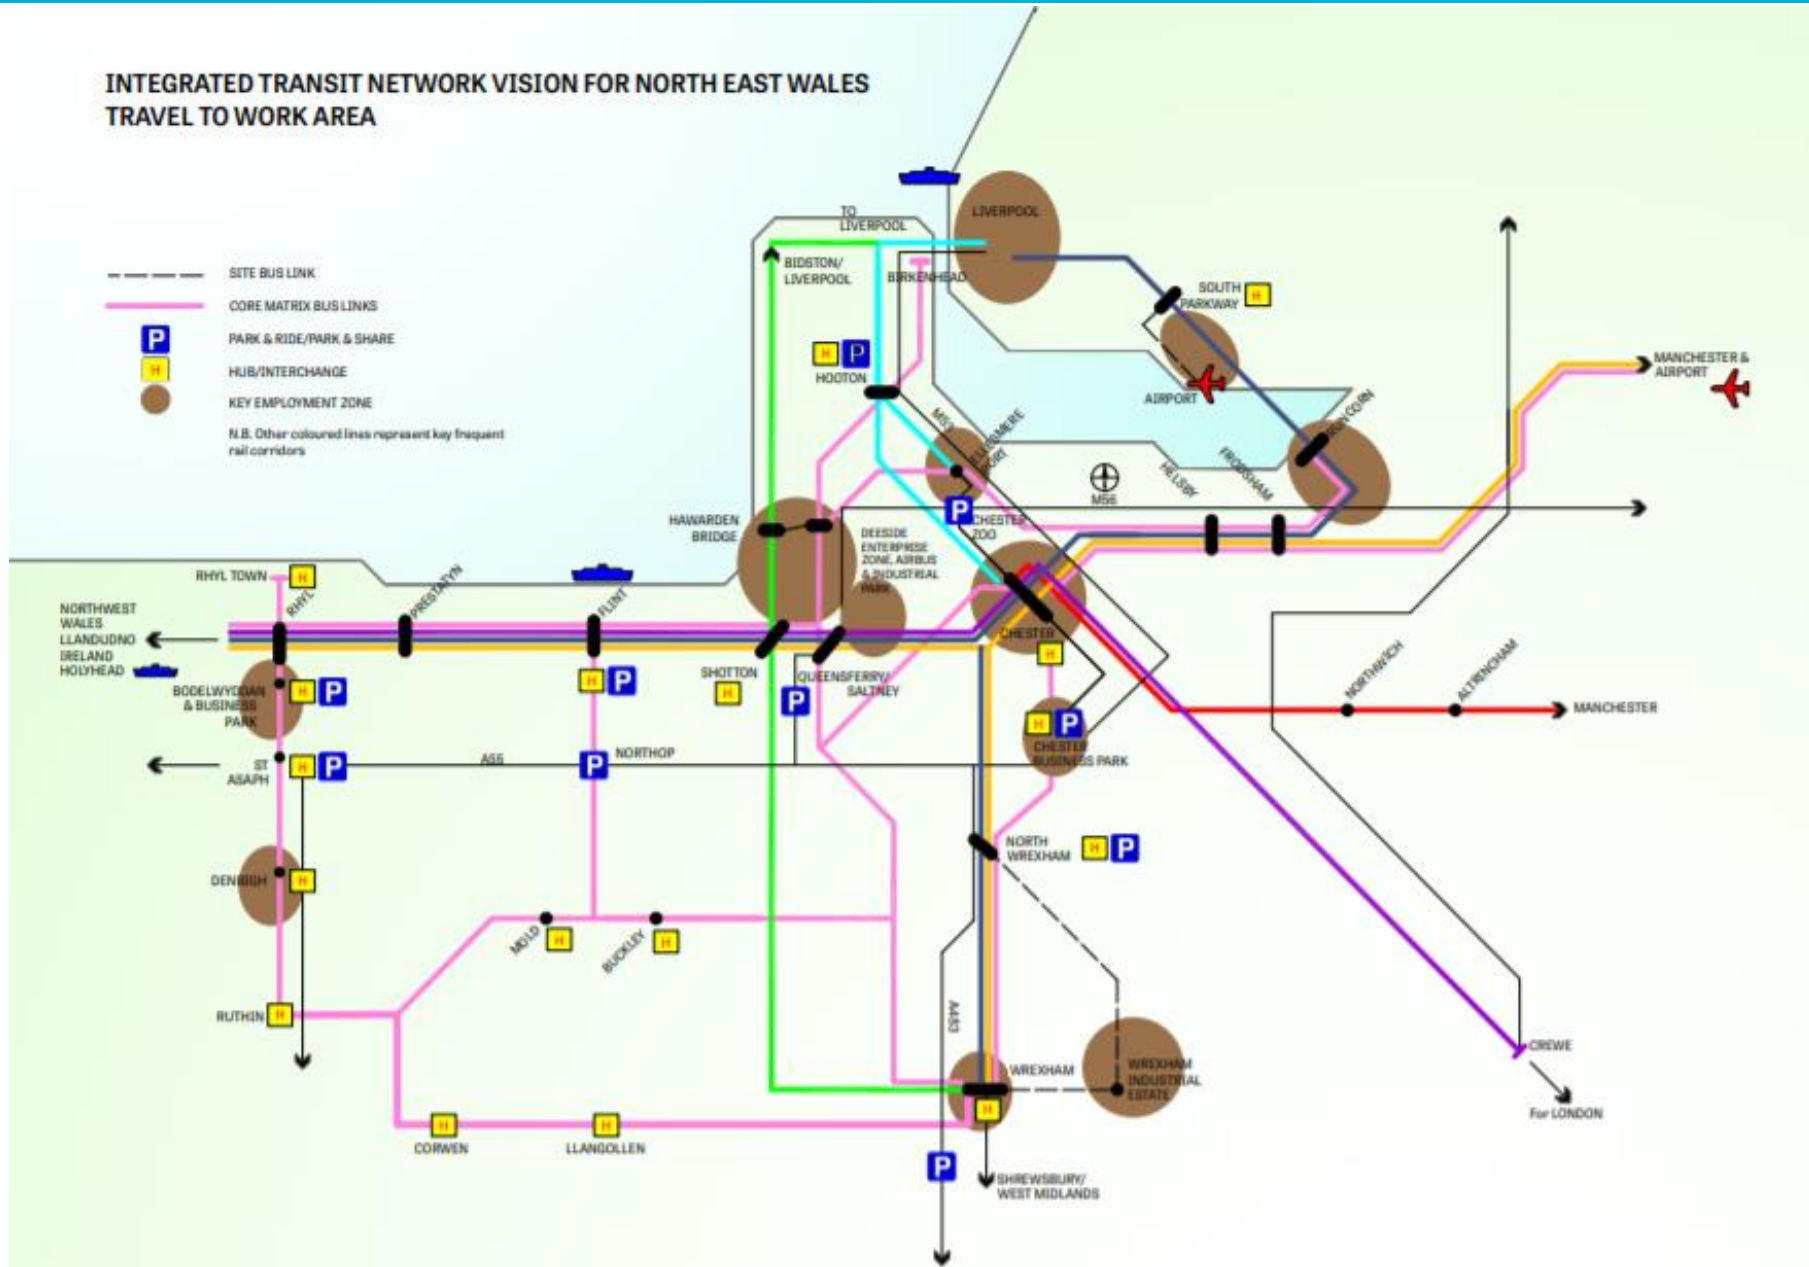 INTEGRATED TRANSIT NETWORK VISION FOR NORTH EAST WALES
TRAVEL TO WORK AREA
SITE BUS LINK
CORE MATRIX BUS LINKS
P
PARK & RIDE/PARK & SHARE
H
HUB/INTERCHANGE
KEY EMPLOYMENT ZONE
N.B. Other coloured lines represent key frequent
rail corridors
TO
LIVERPOOL
LIVERPOOL
BIDSTON/
LIVERPOOL
BIRKENHEAD
SOUTH
PARKWAY
H
H
P
HOOTON
AIRPORT
MANCHESTER &
AIRPORT
M53
ELLESMERE
PORT
RUNCORN
FRODSHAM
HELSBY
M56
P
CHESTER
ZOO
HAWARDEN
BRIDGE
DEESIDE
ENTERPRISE
ZONE, AIRBUS
& INDUSTRIAL
PARK
RHYL TOWN
H
RHYL
PRESTATYN
FLINT
NORTHWEST
WALES
LLANDUDNO
IRELAND
HOLYHEAD
CHESTER
H
SHOTTON
H
QUEENSFERRY/
SALTNEY
P
H
P
BODELWYDDAN
& BUSINESS
PARK
H
P
NORTHWICH
ALTRINCHAM
MANCHESTER
H
P
CHESTER
BUSINESS PARK
ST
ASAPH
H
P
A55
P
NORTHOP
NORTH
WREXHAM
H
P
DENBIGH
H
MOLD
H
BUCKLEY
H
RUTHIN
H
A483
WREXHAM
H
WREXHAM
INDUSTRIAL
ESTATE
CREWE
For LONDON
H
CORWEN
H
LLANGOLLEN
P
SHREWSBURY/
WEST MIDLANDS